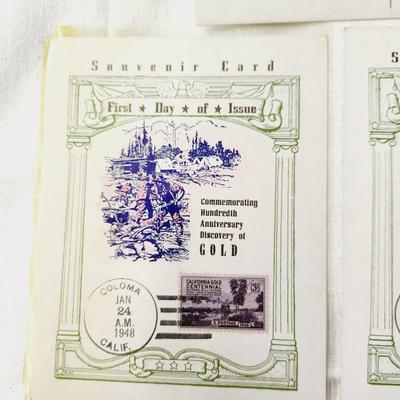 Souvenir Card
First ★ Day ★ of ★ Issue
Commemorating
Hundredth
Anniversary
Discovery of
GOLD
CALIFORNIA GOLD
CENTENNIAL
3¢
U.S. POSTAGE
COLOMA
JAN
24
A.M.
1948
CALIF.
S